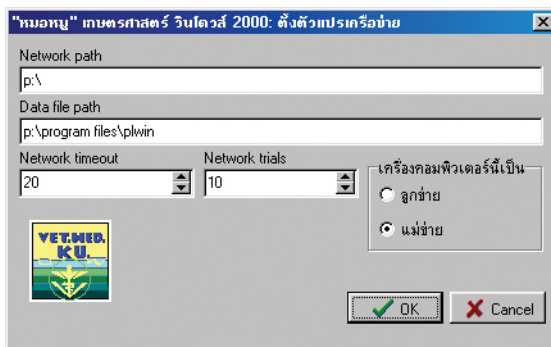 "หมอหมู" เกษตรศาสตร์ วินโดวส์ 2000: ตั้งตัวแปรเครือข่าย
Network path
p:\
Data file path
p:\program files\plwin
Network timeout
Network trials
20
10
เครื่องคอมพิวเตอร์นี้เป็น
ลูกข่าย
แม่ข่าย
VET.MED.
KU.
OK
Cancel